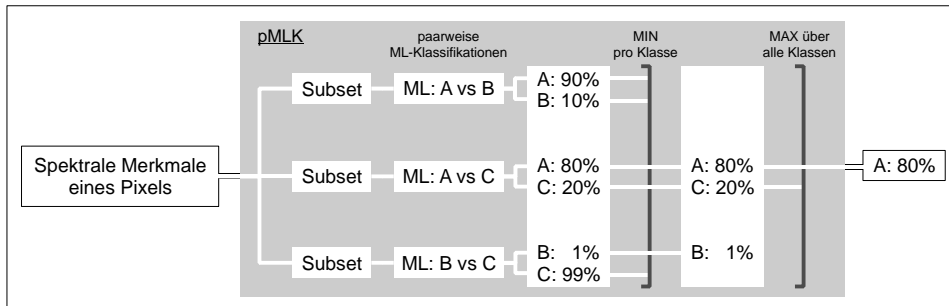 pMLK
paarweise
ML-Klassifikationen
MIN
pro Klasse
MAX über
alle Klassen
Subset
ML: A vs B
A: 90%
B: 10%
Spektrale Merkmale
eines Pixels
Subset
ML: A vs C
A: 80%
C: 20%
A: 80%
C: 20%
A: 80%
Subset
ML: B vs C
B: 1%
C: 99%
B: 1%